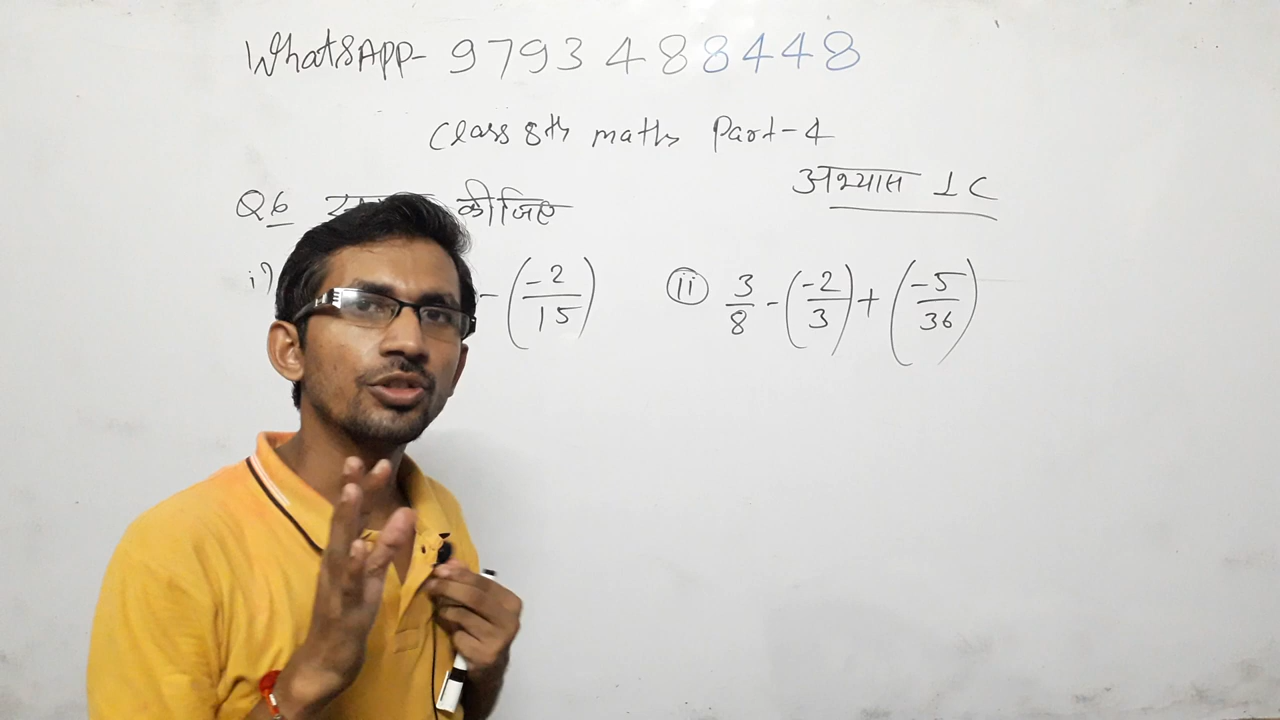 WhatsApp- 9793488448
Class 8th maths Part-4
अभ्यास 1C
Q6 कीजिए
i) - (-2/15)
ii 3/8 - (-2/3) + (-5/36)